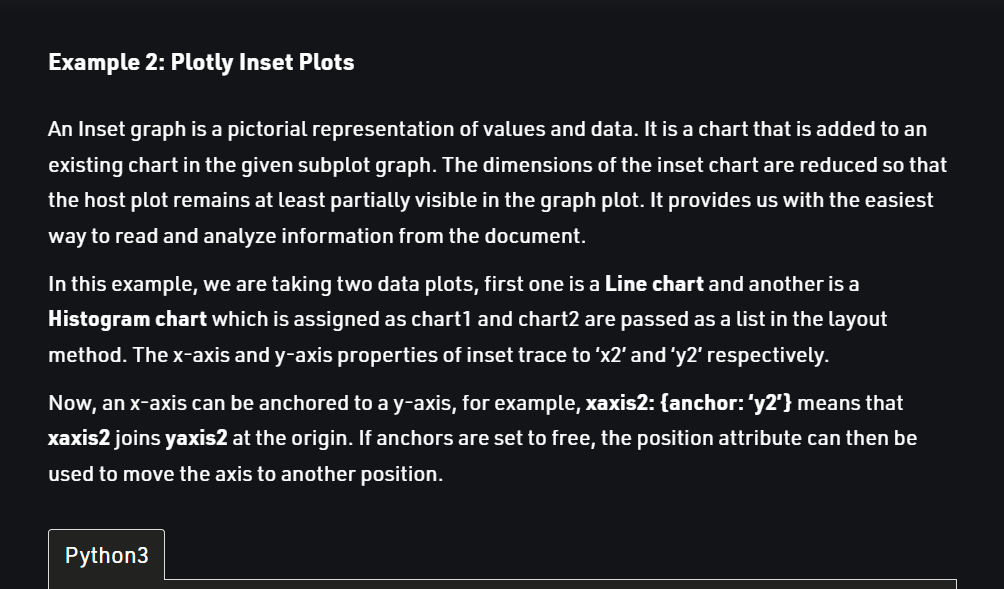 Example 2: Plotly Inset Plots
An Inset graph is a pictorial representation of values and data. It is a chart that is added to an
existing chart in the given subplot graph. The dimensions of the inset chart are reduced so that
the host plot remains at least partially visible in the graph plot. It provides us with the easiest
way to read and analyze information from the document.
In this example, we are taking two data plots, first one is a Line chart and another is a
Histogram chart which is assigned as chart1 and chart2 are passed as a list in the layout
method. The x-axis and y-axis properties of inset trace to ‘x2’ and ‘y2’ respectively.
Now, an x-axis can be anchored to a y-axis, for example, xaxis2: {anchor: ‘y2’} means that
xaxis2 joins yaxis2 at the origin. If anchors are set to free, the position attribute can then be
used to move the axis to another position.
Python3